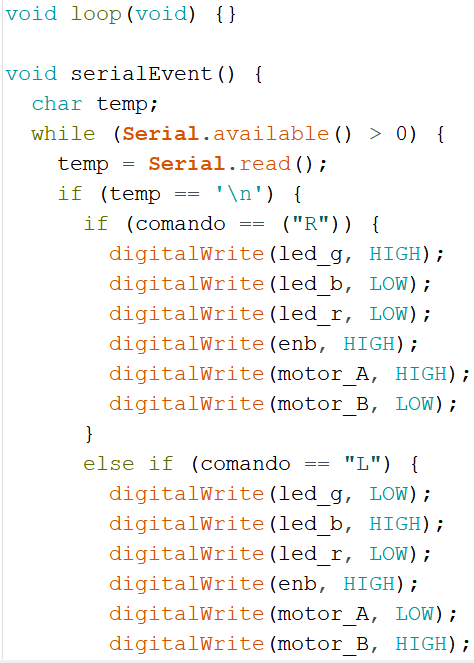 void loop(void) {}
void serialEvent() {
char temp;
while (Serial.available() > 0) {
temp = Serial.read();
if (temp == '\n') {
if (comando == ("R")) {
digitalWrite(led_g, HIGH);
digitalWrite(led_b, LOW);
digitalWrite(led_r, LOW);
digitalWrite(enb, HIGH);
digitalWrite(motor_A, HIGH);
digitalWrite(motor_B, LOW);
}
else if (comando == "L") {
digitalWrite(led_g, LOW);
digitalWrite(led_b, HIGH);
digitalWrite(led_r, LOW);
digitalWrite(enb, HIGH);
digitalWrite(motor_A, LOW);
digitalWrite(motor_B, HIGH);